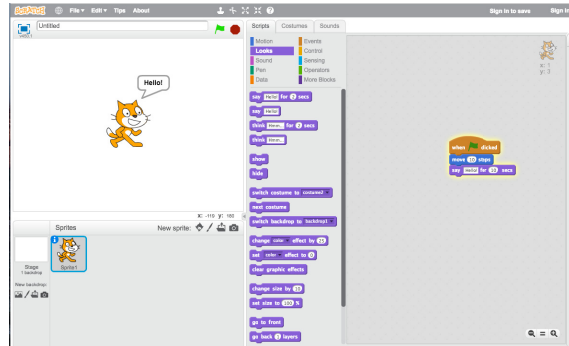 SCRATCH File Edit Tips About Sign in to save Sign in
Untitled
Scripts Costumes Sounds
Motion Events
Looks Control
Sound Sensing
Pen Operators
Data More Blocks
Hello!
x: 1
y: 3
say Hello! for 2 secs
say Hello!
think Hmm... for 2 secs
think Hmm...
show
hide
switch costume to costume2
next costume
switch backdrop to backdrop1
change color effect by 25
set color effect to 0
clear graphic effects
change size by 10
set size to 100 %
go to front
go back 1 layers
when clicked
move 10 steps
say Hello! for 10 secs
x: -119 y: 180
Sprites New sprite:
Stage
1 backdrop
Sprite1
New backdrop: